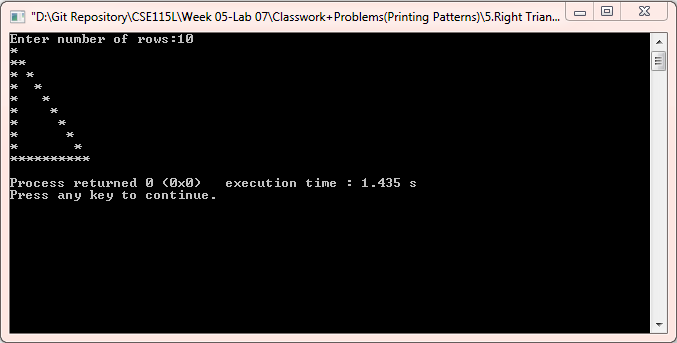 "D:\Git Repository\CSE115L\Week 05-Lab 07\Classwork+Problems(Printing Patterns)\5.Right Trian...
Enter number of rows:10
*
**
* *
*  *
*   *
*    *
*     *
*      *
*       *
**********
Process returned 0 (0x0)   execution time : 1.435 s
Press any key to continue.